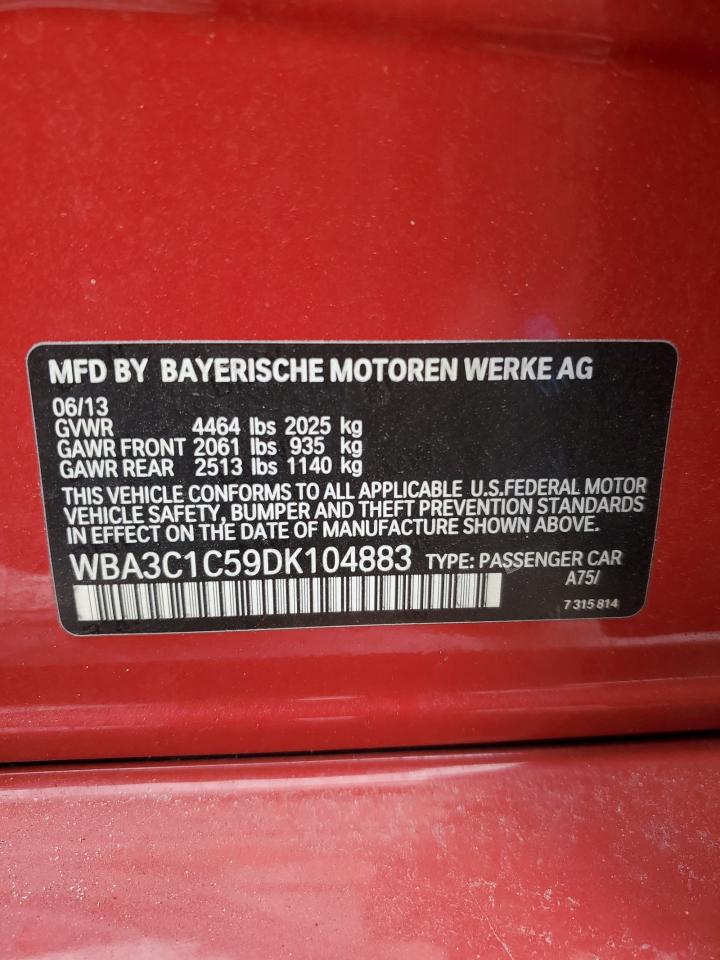 MFD BY BAYERISCHE MOTOREN WERKE AG
06/13
GVWR 4464 lbs 2025 kg
GAWR FRONT 2061 lbs 935 kg
GAWR REAR 2513 lbs 1140 kg
THIS VEHICLE CONFORMS TO ALL APPLICABLE U.S.FEDERAL MOTOR
VEHICLE SAFETY, BUMPER AND THEFT PREVENTION STANDARDS
IN EFFECT ON THE DATE OF MANUFACTURE SHOWN ABOVE.
WBA3C1C59DK104883 TYPE: PASSENGER CAR
A75/
7 315 814